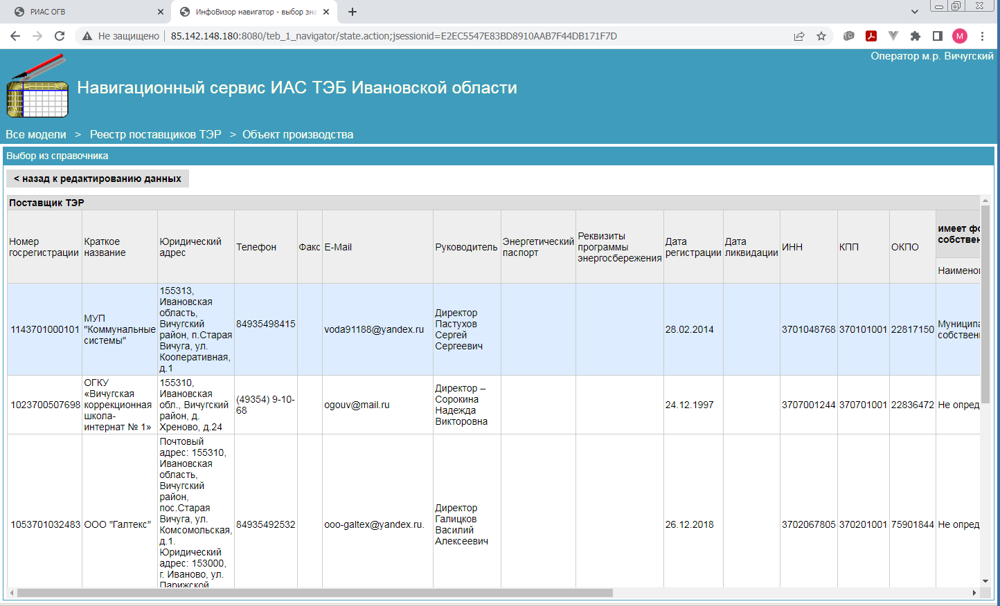 РИАС ОГВ
ИнфоВизор навигатор - выбор зна
Не защищено
85.142.148.180:8080/teb_1_navigator/state.action;jsessionid=E2EC5547E83BD8910AAB7F44DB171F7D
M
Оператор м.р. Вичугский
Навигационный сервис ИАС ТЭБ Ивановской области
Все модели > Реестр поставщиков ТЭР > Объект производства
Выбор из справочника
< назад к редактированию данных
Поставщик ТЭР
Номер
госрегистрации
Краткое
название
Юридический
адрес
Телефон
Факс
E-Mail
Руководитель
Энергетический
паспорт
Реквизиты
программы
энергосбережения
Дата
регистрации
Дата
ликвидации
ИНН
КПП
ОКПО
имеет фо
собствен
Наимено
1143701000101
МУП
"Коммунальные
системы"
155313,
Ивановская
область,
Вичугский
район, п.Старая
Вичуга, ул.
Кооперативная,
д.1
84935498415
voda91188@yandex.ru
Директор
Пастухов
Сергей
Сергеевич
28.02.2014
3701048768
370101001
22817150
Муниципа
собствен
1023700507698
ОГКУ
«Вичугская
коррекционная
школа-
интернат № 1»
155310,
Ивановская
обл., Вичугский
район, д.
Хреново, д.24
(49354) 9-10-
68
ogouv@mail.ru
Директор –
Сорокина
Надежда
Викторовна
24.12.1997
3707001244
370701001
22836472
Не опред
1053701032483
ООО "Галтекс"
Почтовый
адрес: 155310,
Ивановская
область,
Вичугский
район,
пос.Старая
Вичуга, ул.
Комсомольская,
д.1.
Юридический
адрес: 153000,
г. Иваново, ул.
Парижской
84935492532
ooo-galtex@yandex.ru.
Директор
Галицков
Василий
Алексеевич
26.12.2018
3702067805
370201001
75901844
Не опред